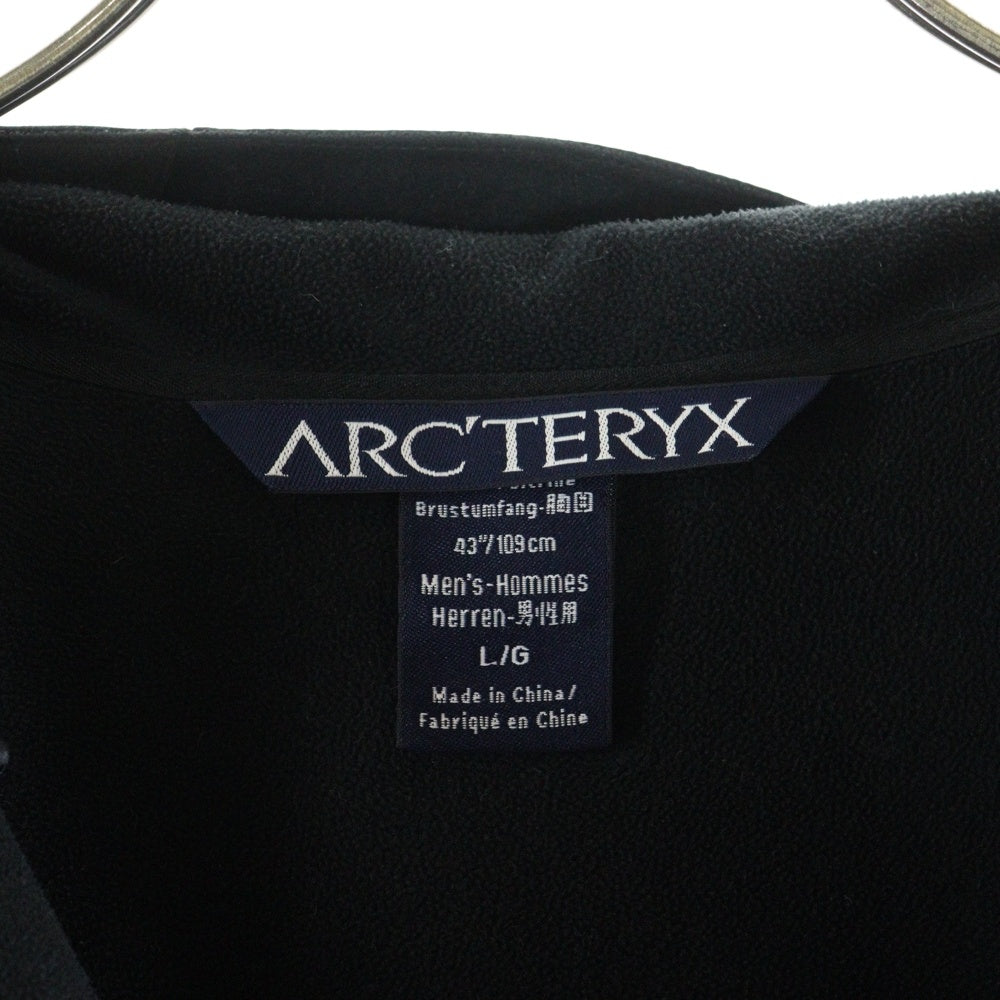 ARC'TERYX
Brustumfang-胸囲
43"/109cm
Men's-Hommes
Herren-男性用
L/G
Made in China/
Fabriqué en Chine